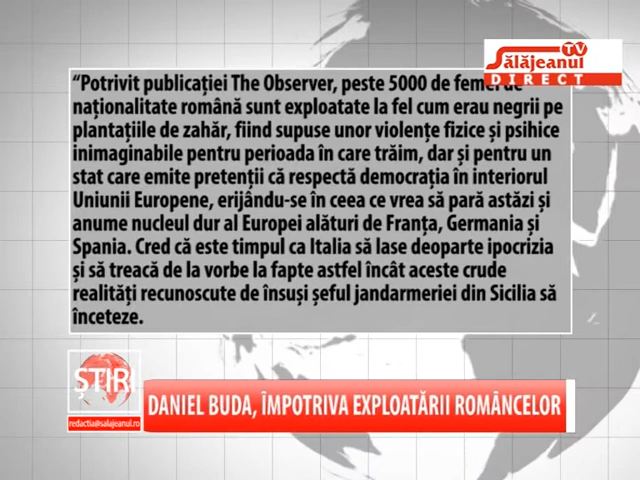 Sălăjeanul TV
DIRECT
“Potrivit publicației The Observer, peste 5000 de femei de
naționalitate română sunt exploatate la fel cum erau negrii pe
plantațiile de zahăr, fiind supuse unor violențe fizice și psihice
inimaginabile pentru perioada în care trăim, dar și pentru un
stat care emite pretenții că respectă democrația în interiorul
Uniunii Europene, erijându-se în ceea ce vrea să pară astăzi și
anume nucleul dur al Europei alături de Franța, Germania și
Spania. Cred că este timpul ca Italia să lase deoparte ipocrizia
și să treacă de la vorbe la fapte astfel încât aceste crude
realități recunoscute de însuși șeful jandarmeriei din Sicilia să
înceteze.
ȘTIRI
redactia@salajeanul.ro
DANIEL BUDA, ÎMPOTRIVA EXPLOATĂRII ROMÂNCELOR